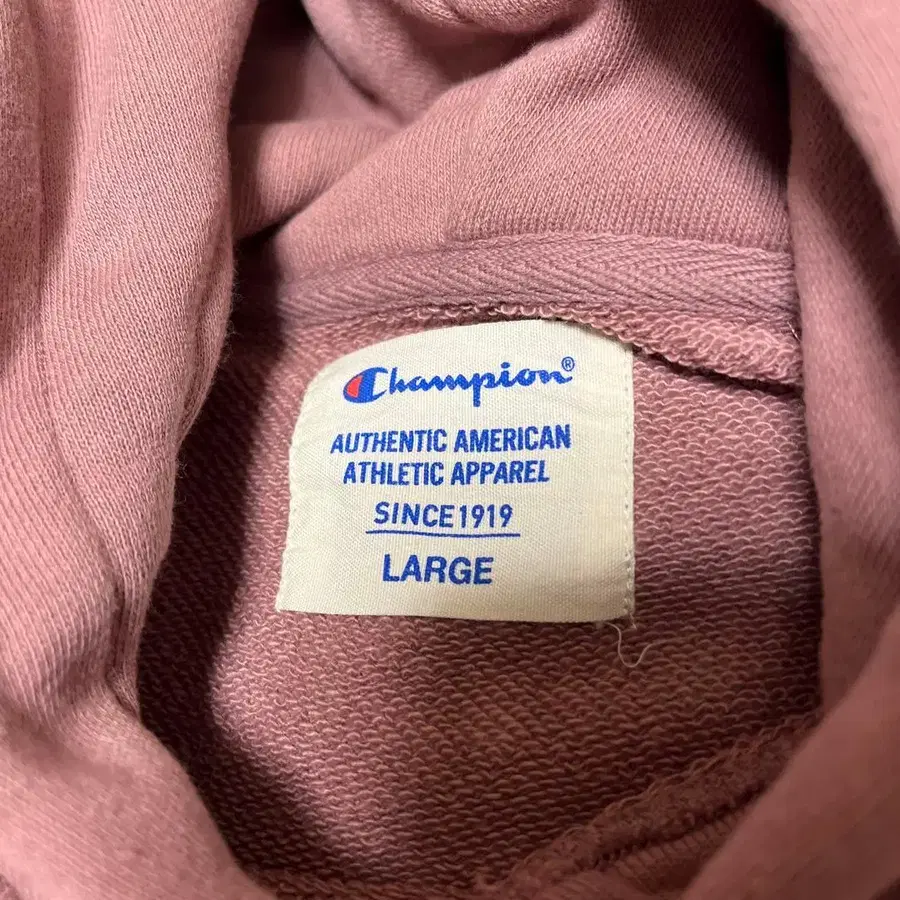 Champion®
AUTHENTIC AMERICAN
ATHLETIC APPAREL
SINCE 1919
LARGE